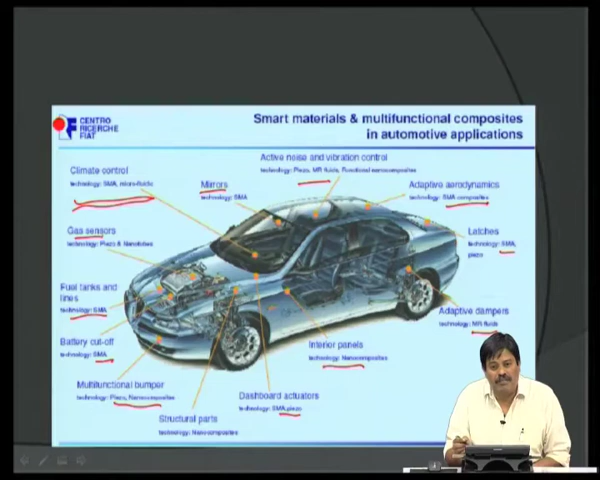 CENTRO
RICERCHE
FIAT
Smart materials & multifunctional composites
in automotive applications
Active noise and vibration control
technology: Piezo, MR fluids, Functional nanocomposites
Climate control
technology: SMA, micro-fluidic
Mirrors
technology: SMA
Adaptive aerodynamics
technology: SMA composites
Gas sensors
technology: Piezo & Nanotubes
Latches
technology: SMA,
piezo
Fuel tanks and
lines
technology: SMA
Adaptive dampers
technology: MR fluids
Battery cut-off
technology: SMA
Interior panels
technology: Nanocomposites
Multifunctional bumper
technology: Piezo, Nanocomposites
Dashboard actuators
technology: SMA, piezo
Structural parts
technology: Nanocomposites